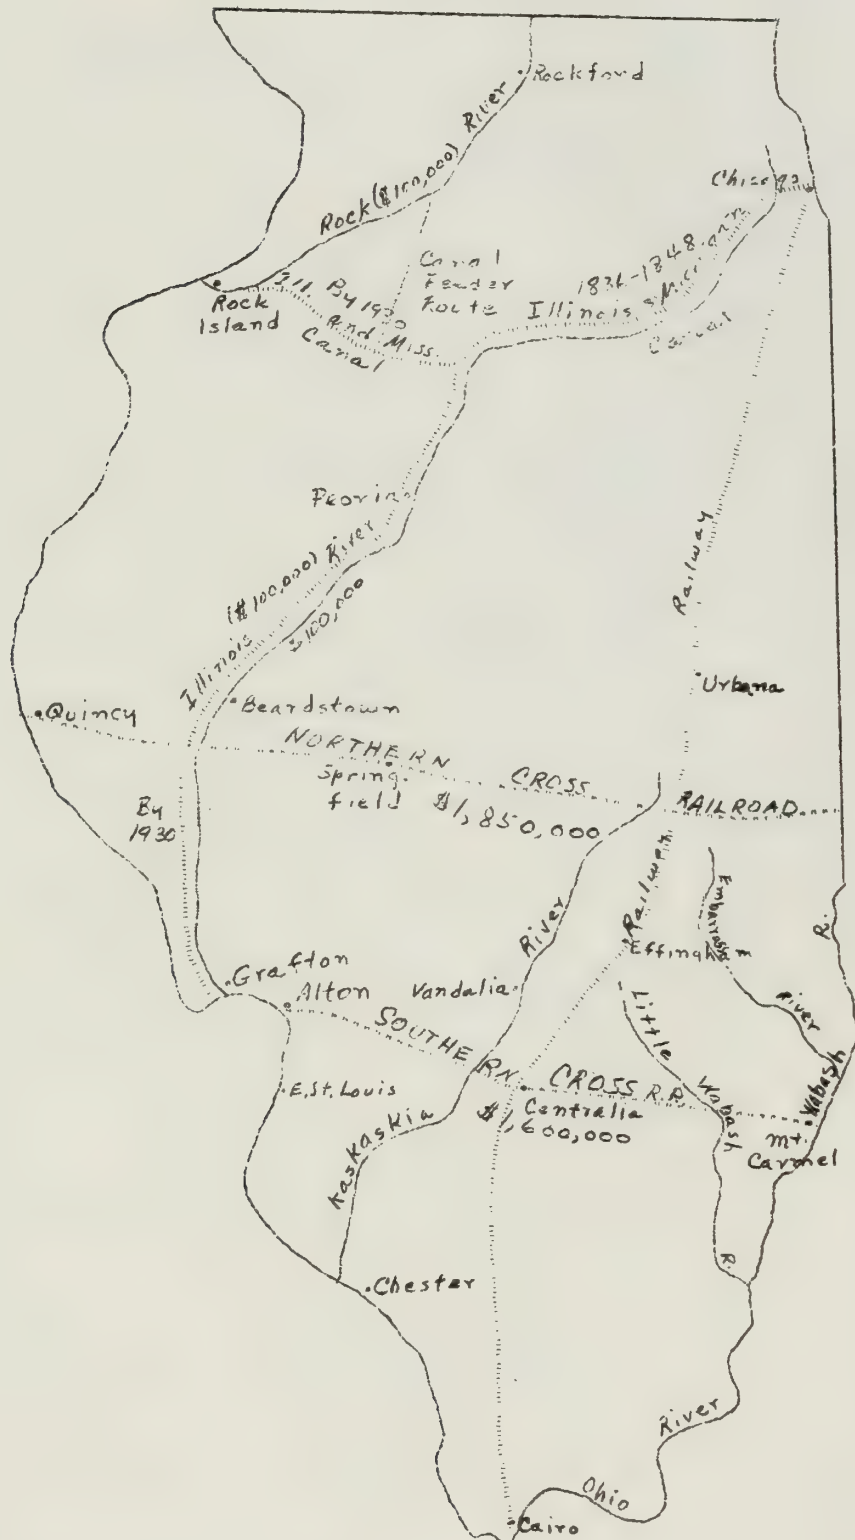 Rockford
Rock ($100,000) River
Chicago
Canal
Feeder
Route
1836-1848
Illinois & Michigan
Canal
Rock
Island
Ill. By 1930
And Miss.
Canal
Peoria
Illinois ($100,000) River
$100,000
Railway
Urbana
Quincy
Beardstown
NORTHERN CROSS RAILROAD
Spring-
field
$1,850,000
By
1930
Railway
River
Embarrass
River
Effingham
R.
Grafton
Alton
Vandalia
Little
Wabash
R.
SOUTHERN CROSS R.R.
Wabash
E. St. Louis
Centralia
$1,600,000
Mt.
Carmel
Kaskaskia
Chester
River
Ohio
Cairo